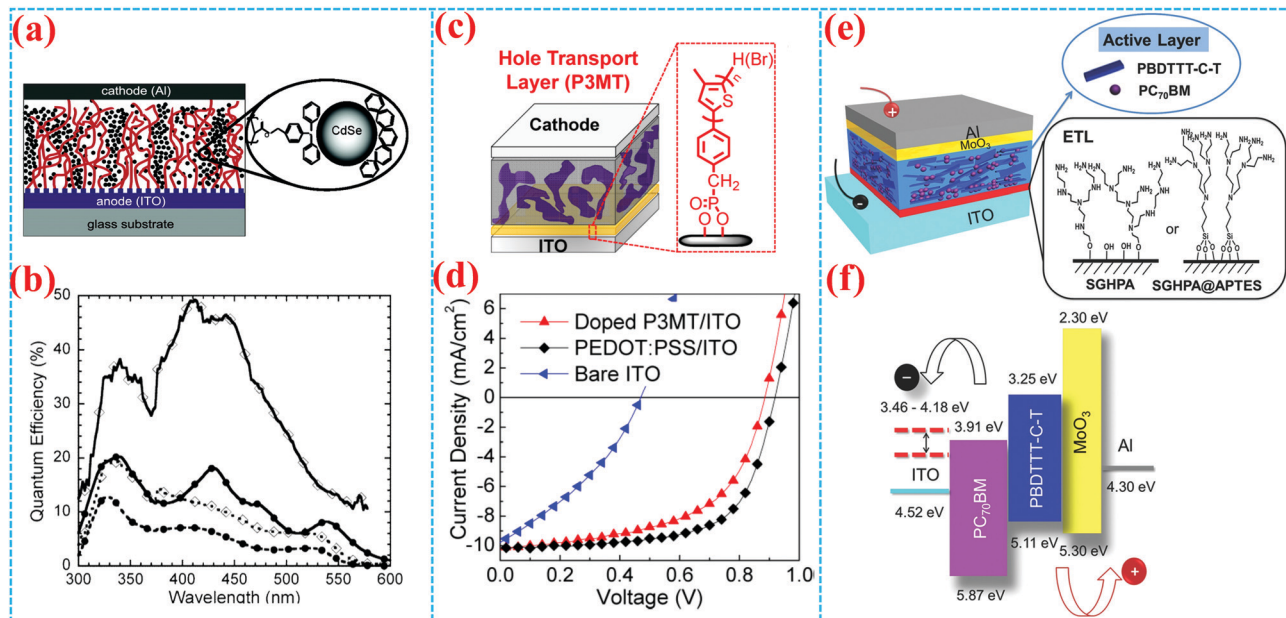 (a)
cathode (Al)
CdSe
anode (ITO)
glass substrate
(b)
50
40
30
20
10
0
Quantum Efficiency (%)
300 350 400 450 500 550 600
Wavelength (nm)
(c)
Hole Transport
Layer (P3MT)
Cathode
ITO
H(Br)
n
S
CH2
O P
O O
(d)
6
4
2
0
-2
-4
-6
-8
-10
Current Density (mA/cm²)
Doped P3MT/ITO
PEDOT:PSS/ITO
Bare ITO
0.0 0.2 0.4 0.6 0.8 1.0
Voltage (V)
(e)
Active Layer
PBDTTT-C-T
PC70BM
+
Al
MoO3
-
ITO
ETL
or
SGHPA
SGHPA@APTES
(f)
2.30 eV
3.25 eV
3.46 - 4.18 eV
3.91 eV
ITO
4.52 eV
PC70BM
PBDTTT-C-T
MoO3
Al
4.30 eV
5.11 eV
5.30 eV
5.87 eV
+